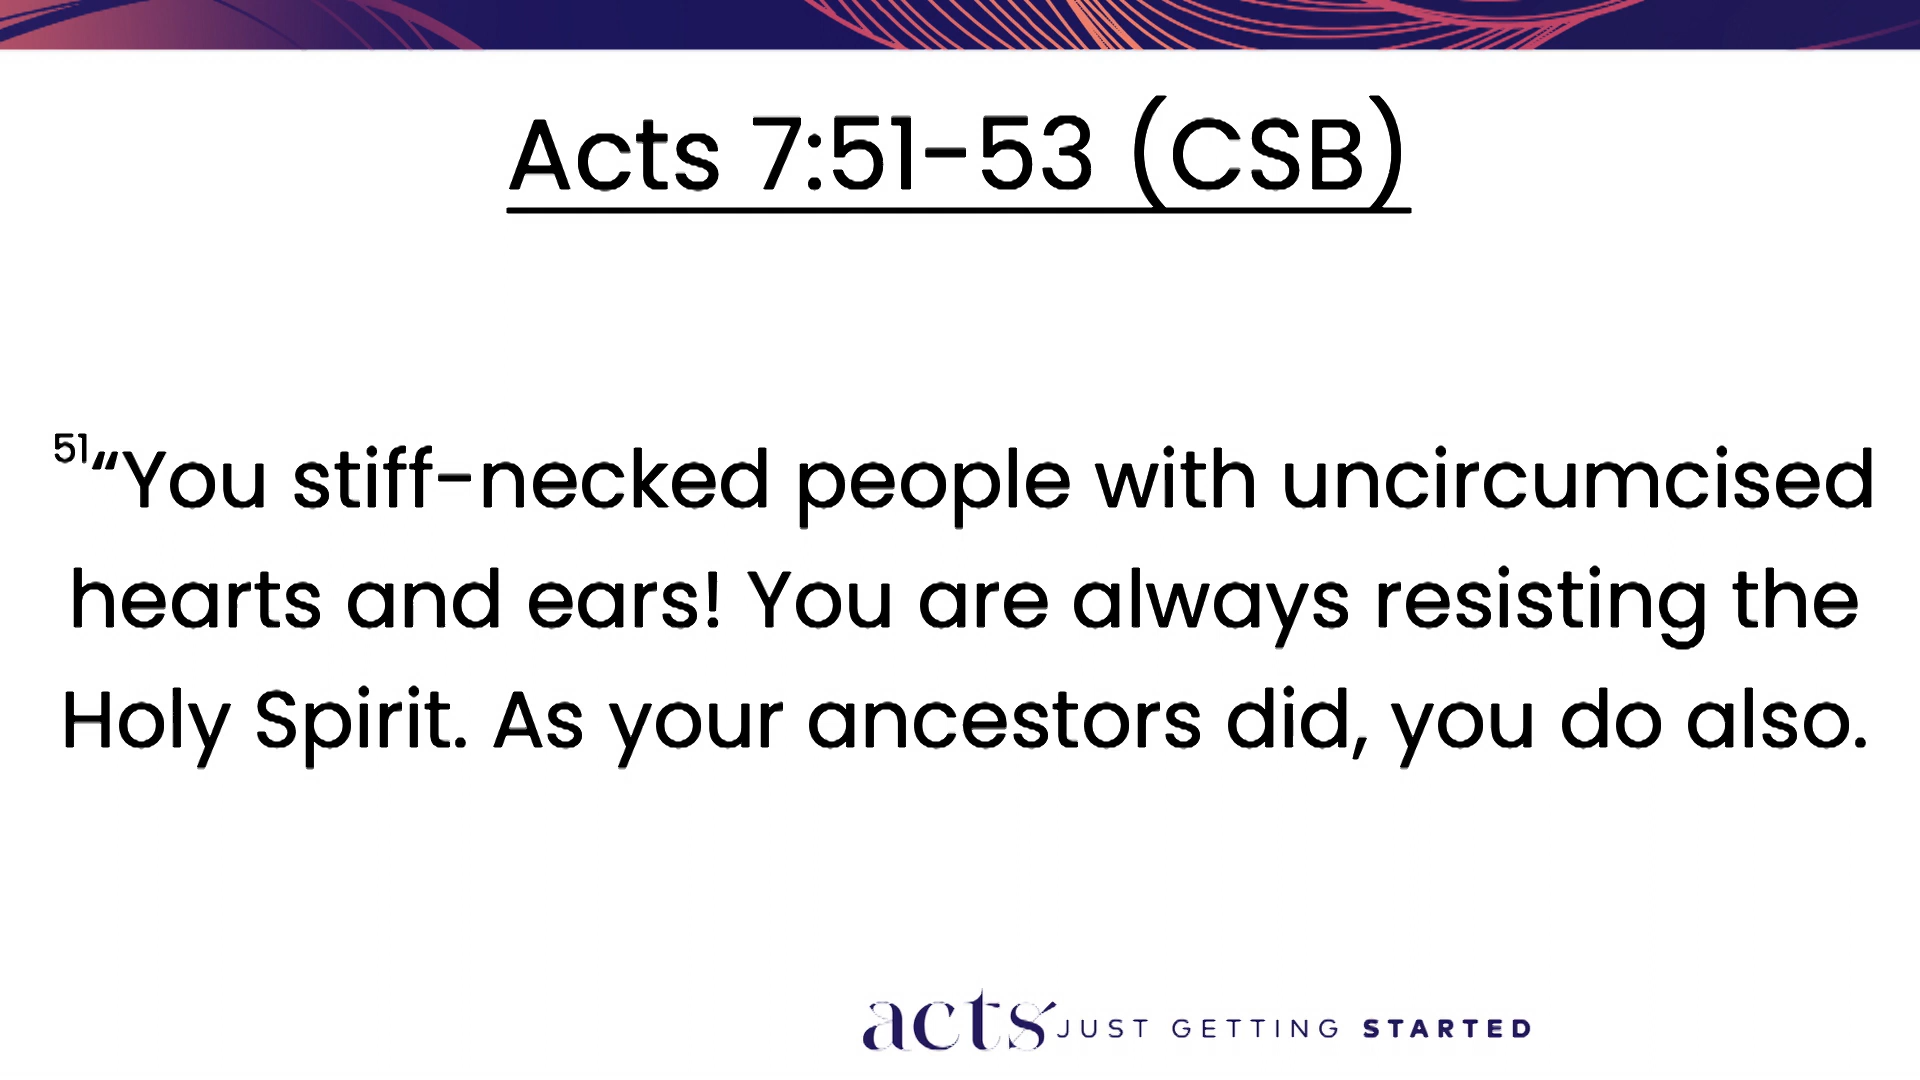 Acts 7:51-53 (CSB)
51“You stiff-necked people with uncircumcised
hearts and ears! You are always resisting the
Holy Spirit. As your ancestors did, you do also.
acts JUST GETTING STARTED